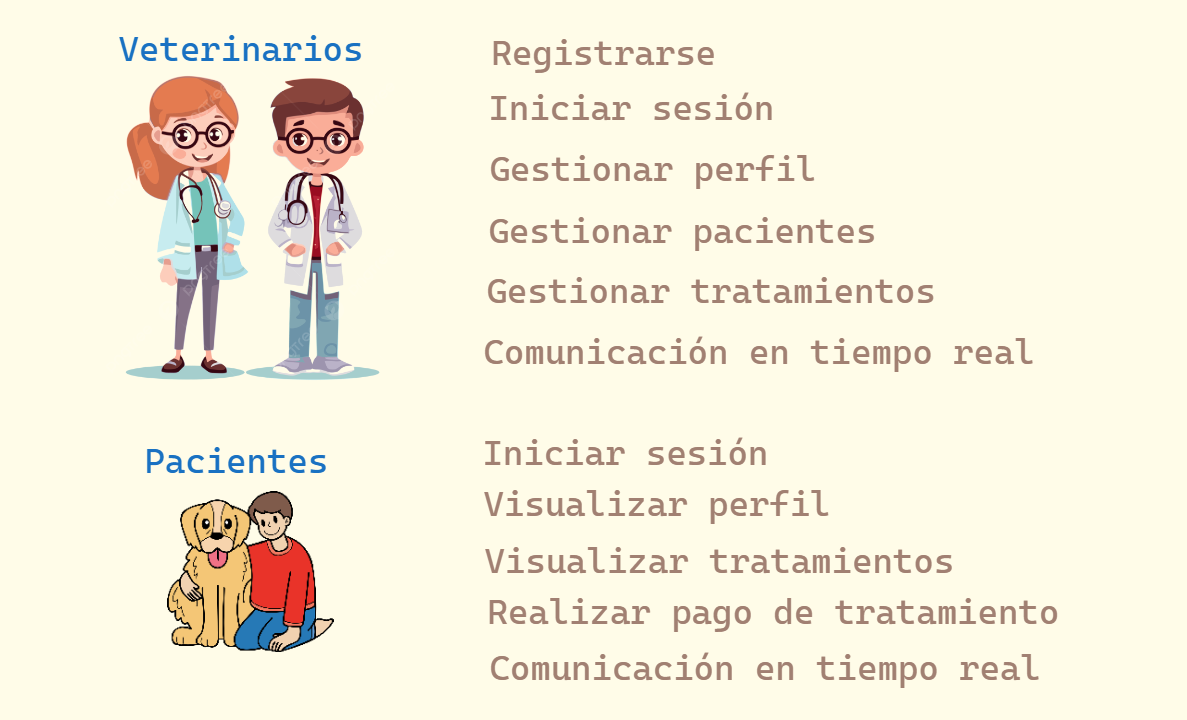 Veterinarios
Registrarse
Iniciar sesión
Gestionar perfil
Gestionar pacientes
Gestionar tratamientos
Comunicación en tiempo real
Pacientes
Iniciar sesión
Visualizar perfil
Visualizar tratamientos
Realizar pago de tratamiento
Comunicación en tiempo real